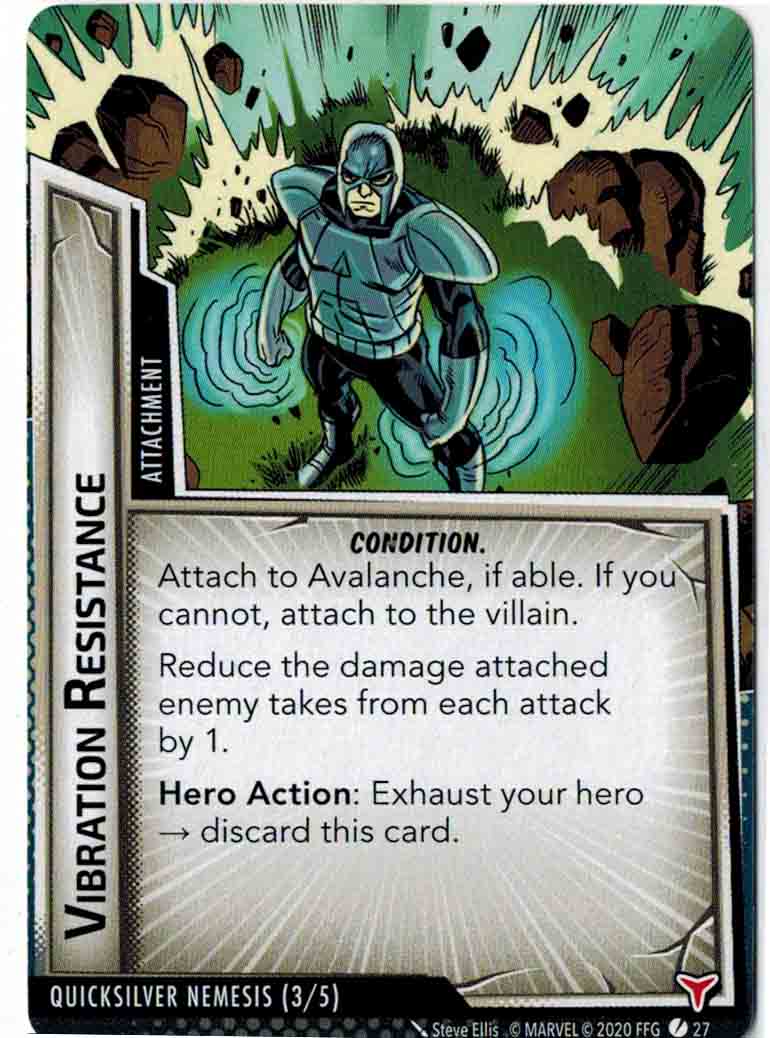 ATTACHMENT
VIBRATION RESISTANCE
CONDITION.
Attach to Avalanche, if able. If you
cannot, attach to the villain.
Reduce the damage attached
enemy takes from each attack
by 1.
Hero Action: Exhaust your hero
→ discard this card.
QUICKSILVER NEMESIS (3/5)
Steve Ellis © MARVEL © 2020 FFG 27